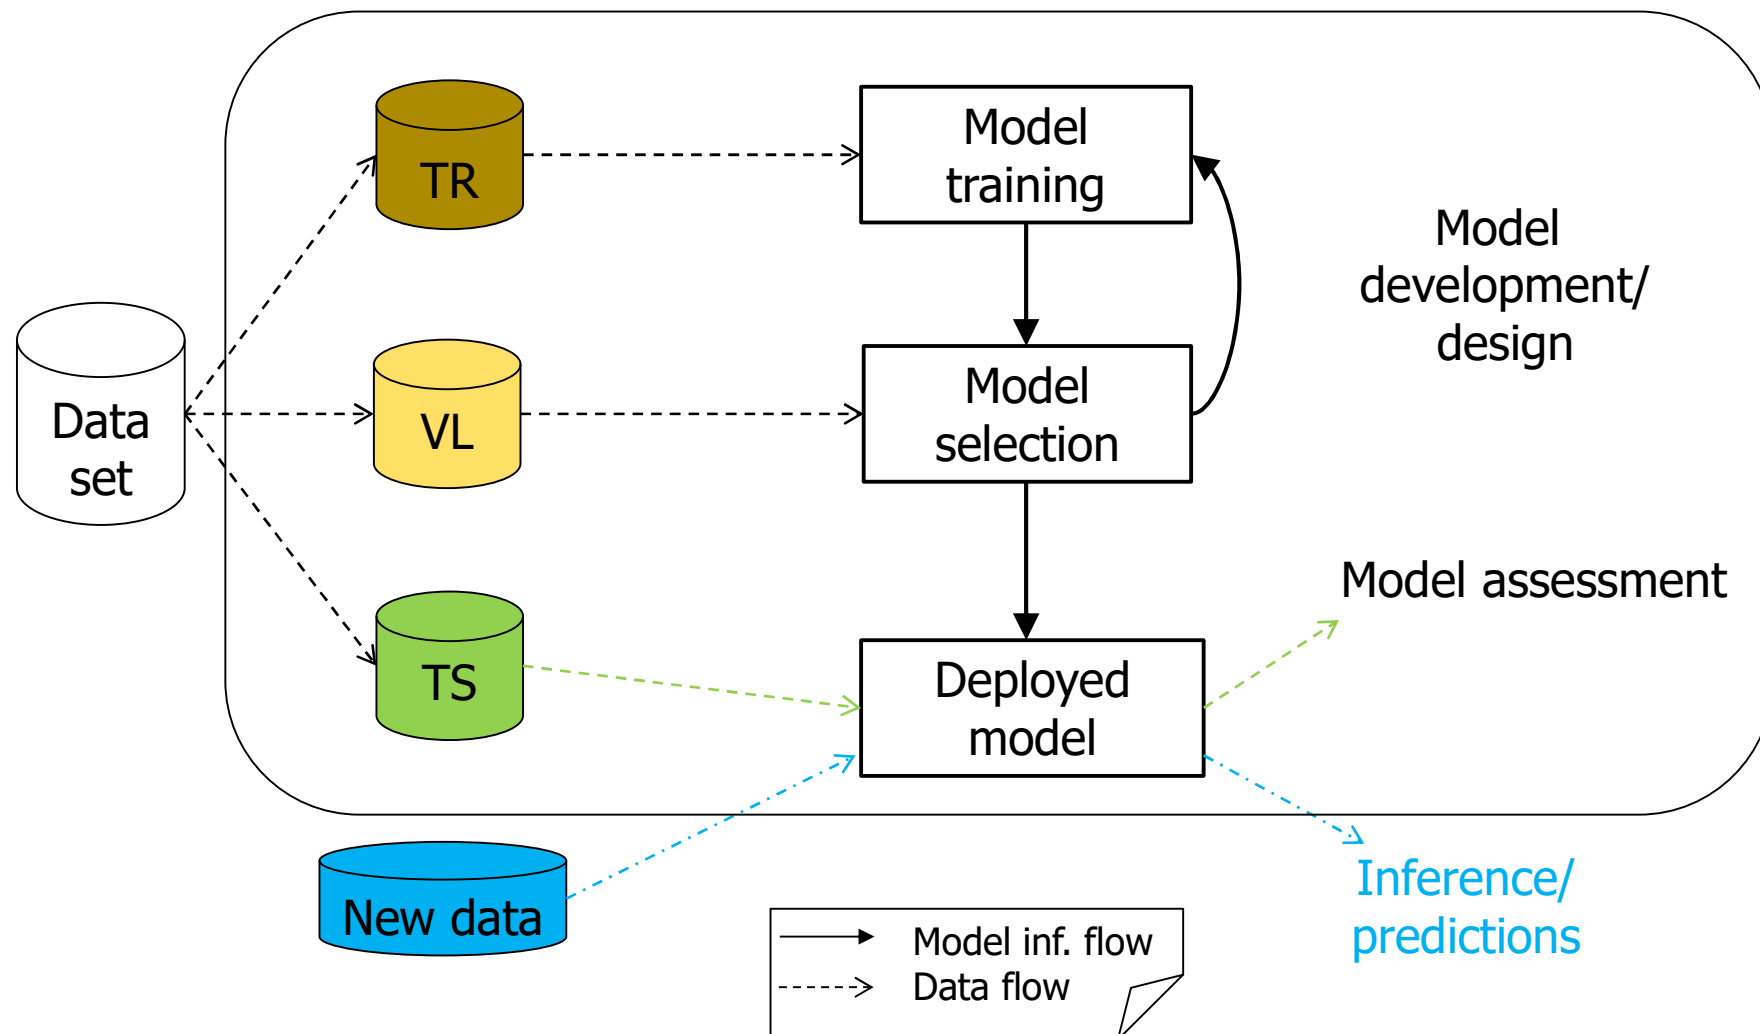 TR
Model
training
Model
development/
design
Data
set
VL
Model
selection
Model assessment
TS
Deployed
model
New data
Inference/
predictions
Model inf. flow
Data flow